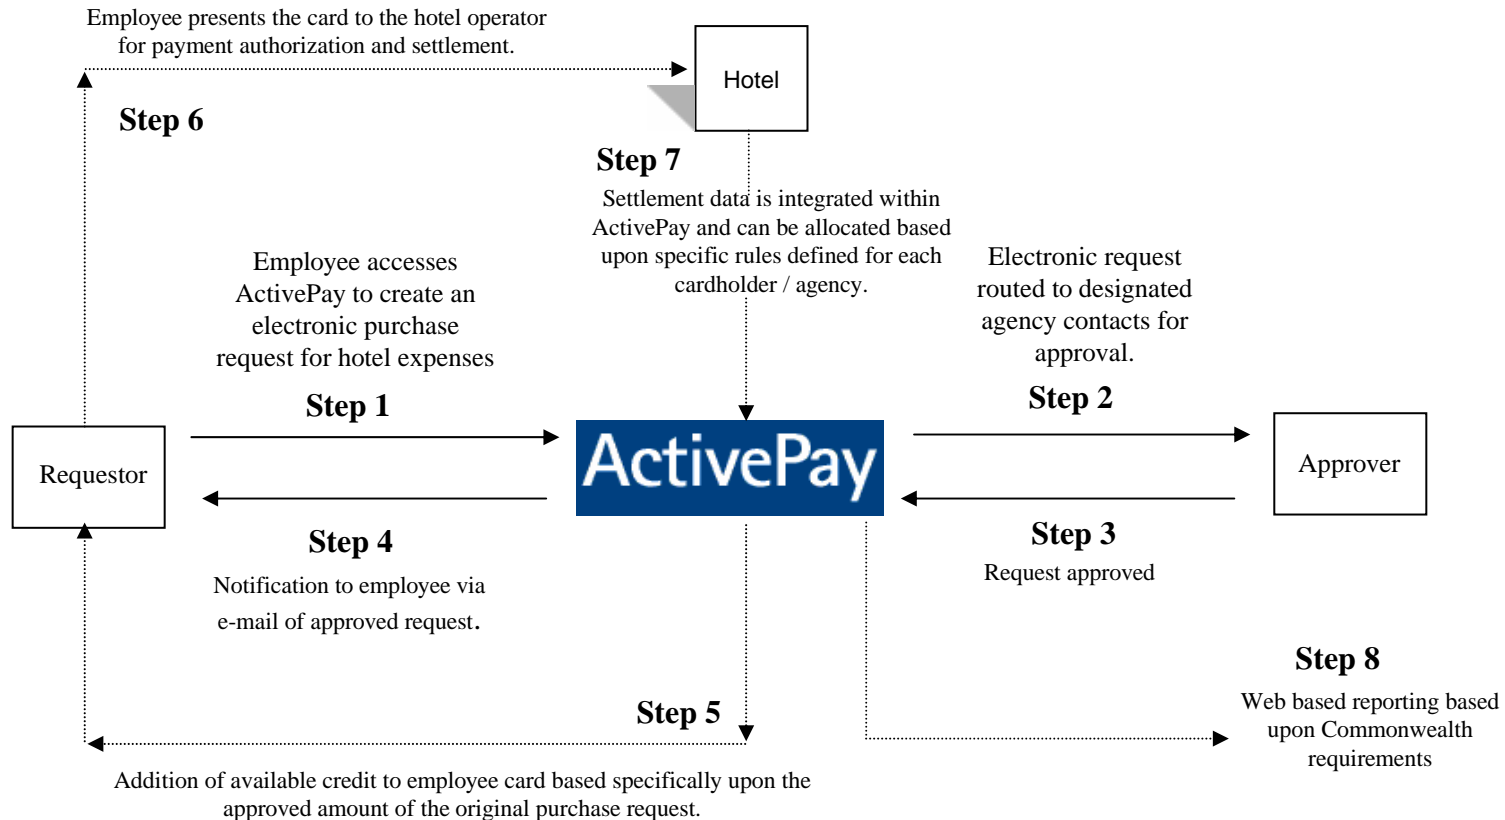 Employee presents the card to the hotel operator
for payment authorization and settlement.
Hotel
Step 6
Step 7
Settlement data is integrated within
ActivePay and can be allocated based
upon specific rules defined for each
cardholder / agency.
Employee accesses
ActivePay to create an
electronic purchase
request for hotel expenses
Step 1
Electronic request
routed to designated
agency contacts for
approval.
Step 2
Requestor
ActivePay
Approver
Step 4
Notification to employee via
e-mail of approved request.
Step 3
Request approved
Step 5
Addition of available credit to employee card based specifically upon the
approved amount of the original purchase request.
Step 8
Web based reporting based
upon Commonwealth
requirements